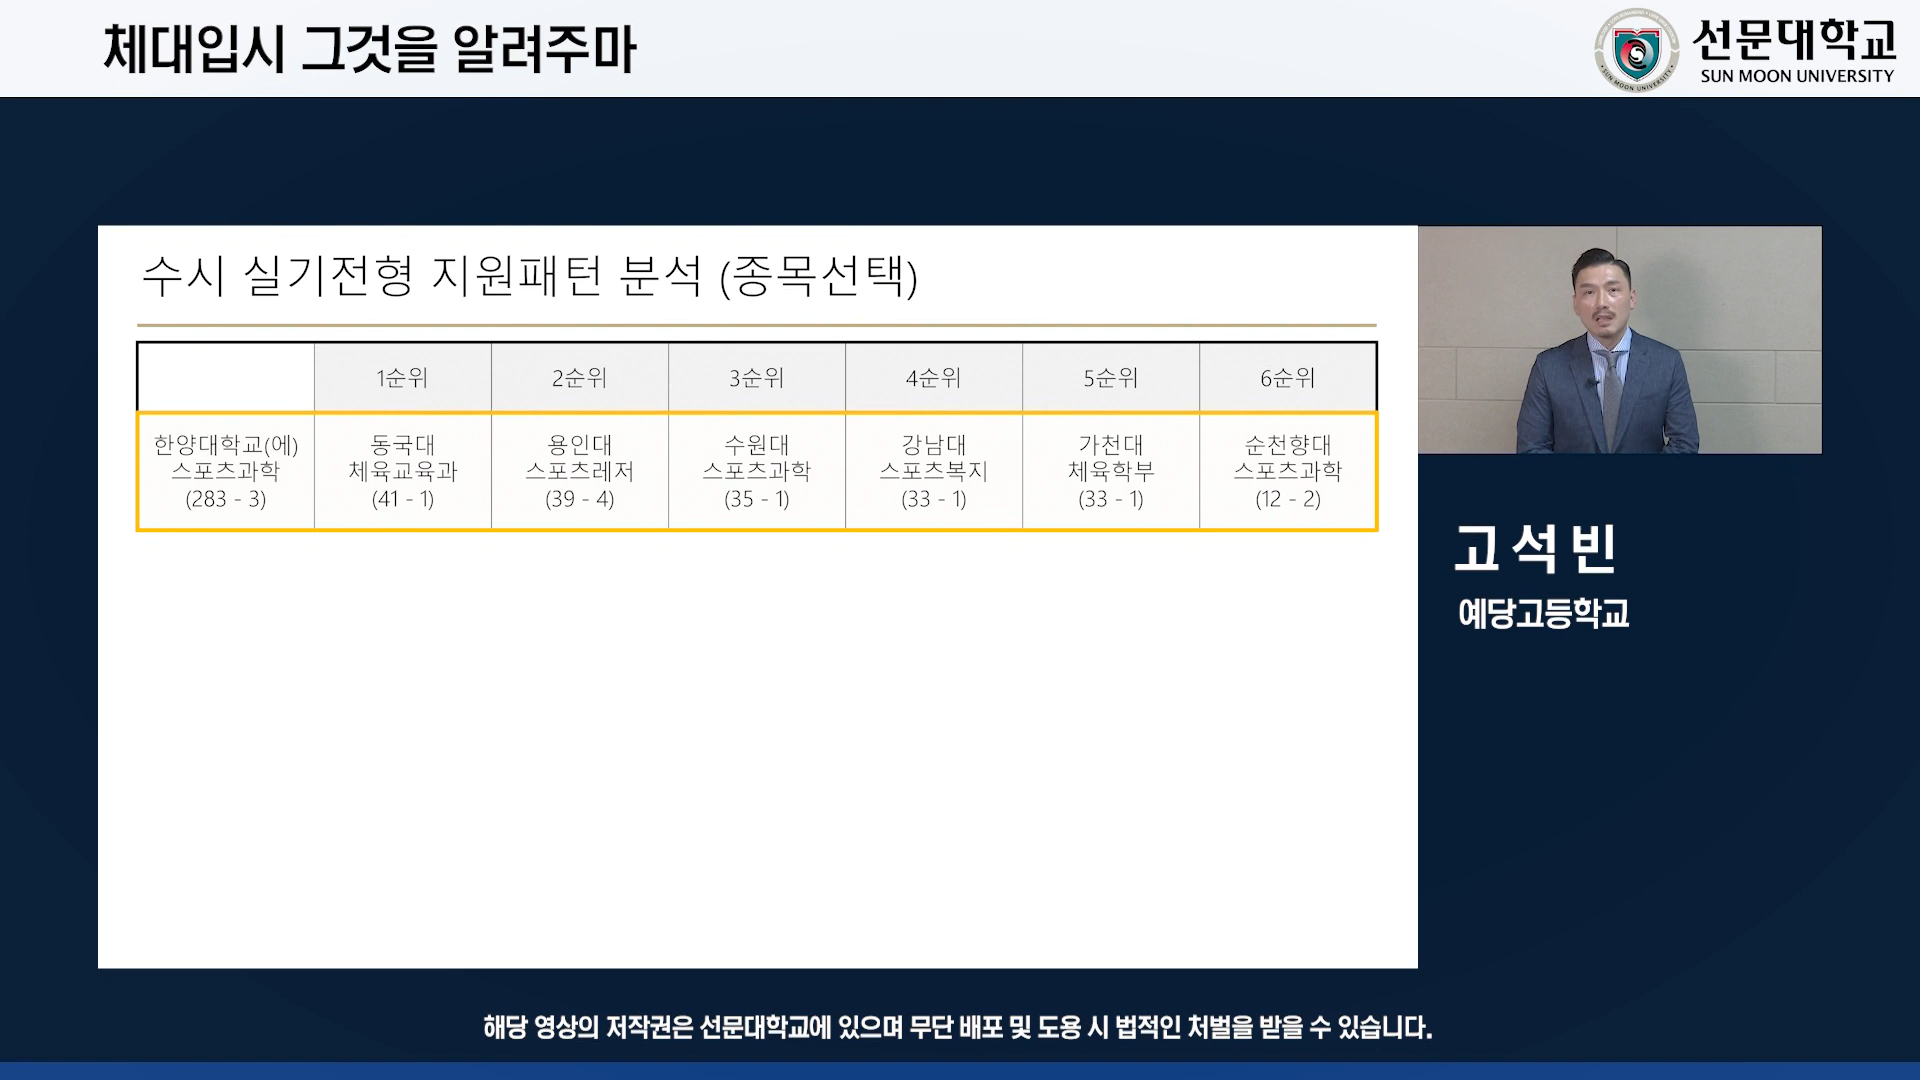 체대입시 그것을 알려주마
선문대학교
SUN MOON UNIVERSITY
수시 실기전형 지원패턴 분석 (종목선택)
1순위 2순위 3순위 4순위 5순위 6순위
한양대학교(에) 동국대 용인대 수원대 강남대 가천대 순천향대
스포츠과학 체육교육과 스포츠레저 스포츠과학 스포츠복지 체육학부 스포츠과학
(283 - 3) (41 - 1) (39 - 4) (35 - 1) (33 - 1) (33 - 1) (12 - 2)
고석빈
예당고등학교
해당 영상의 저작권은 선문대학교에 있으며 무단 배포 및 도용 시 법적인 처벌을 받을 수 있습니다.